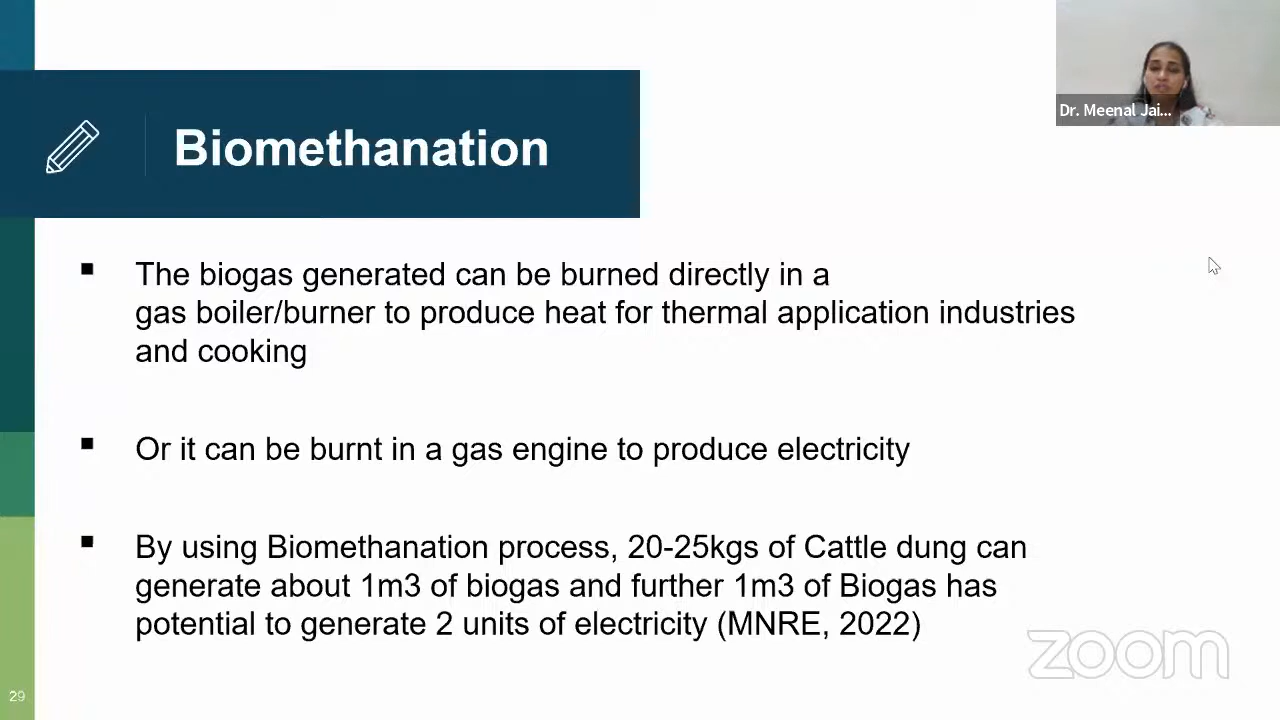 Dr. Meenal Jai...
Biomethanation
The biogas generated can be burned directly in a
gas boiler/burner to produce heat for thermal application industries
and cooking
Or it can be burnt in a gas engine to produce electricity
By using Biomethanation process, 20-25kgs of Cattle dung can
generate about 1m3 of biogas and further 1m3 of Biogas has
potential to generate 2 units of electricity (MNRE, 2022)
zoom
29